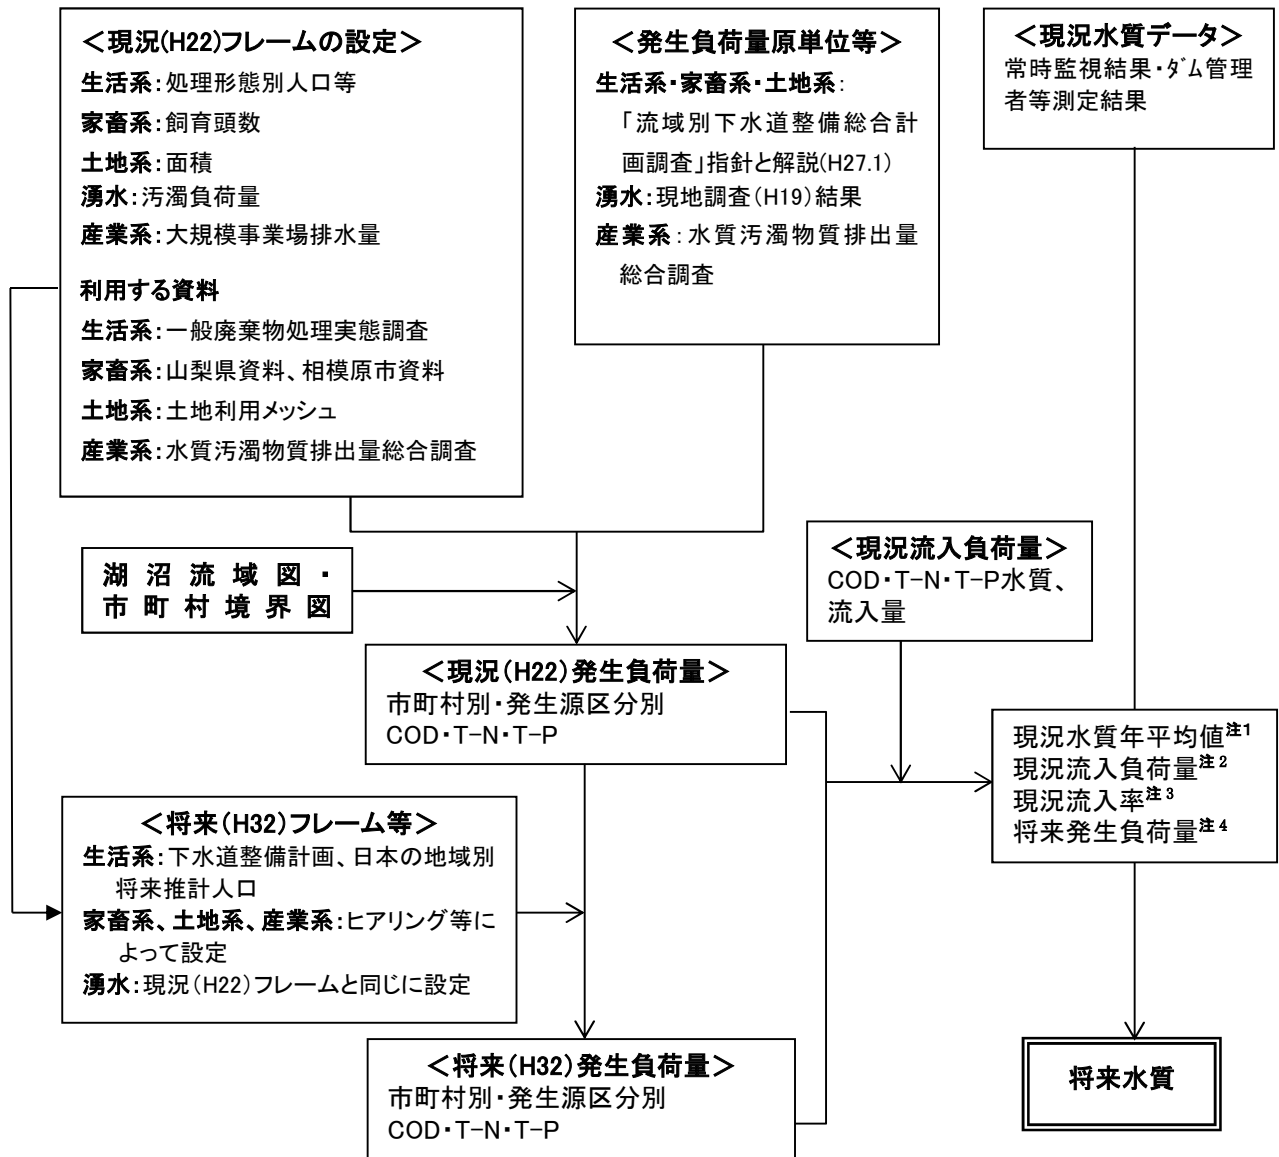 ＜現況(H22)フレームの設定＞
生活系：処理形態別人口等
家畜系：飼育頭数
土地系：面積
湧水：汚濁負荷量
産業系：大規模事業場排水量
利用する資料
生活系：一般廃棄物処理実態調査
家畜系：山梨県資料、相模原市資料
土地系：土地利用メッシュ
産業系：水質汚濁物質排出量総合調査
＜発生負荷量原単位等＞
生活系・家畜系・土地系：
「流域別下水道整備総合計
画調査」指針と解説(H27.1)
湧水：現地調査(H19)結果
産業系：水質汚濁物質排出量
総合調査
＜現況水質データ＞
常時監視結果・ダム管理
者等測定結果
湖沼流域図・
市町村境界図
＜現況流入負荷量＞
COD・T-N・T-P水質、
流入量
＜現況(H22)発生負荷量＞
市町村別・発生源区分別
COD・T-N・T-P
現況水質年平均値注1
現況流入負荷量注2
現況流入率注3
将来発生負荷量注4
＜将来(H32)フレーム等＞
生活系：下水道整備計画、日本の地域別
将来推計人口
家畜系、土地系、産業系：ヒアリング等に
よって設定
湧水：現況(H22)フレームと同じに設定
＜将来(H32)発生負荷量＞
市町村別・発生源区分別
COD・T-N・T-P
将来水質